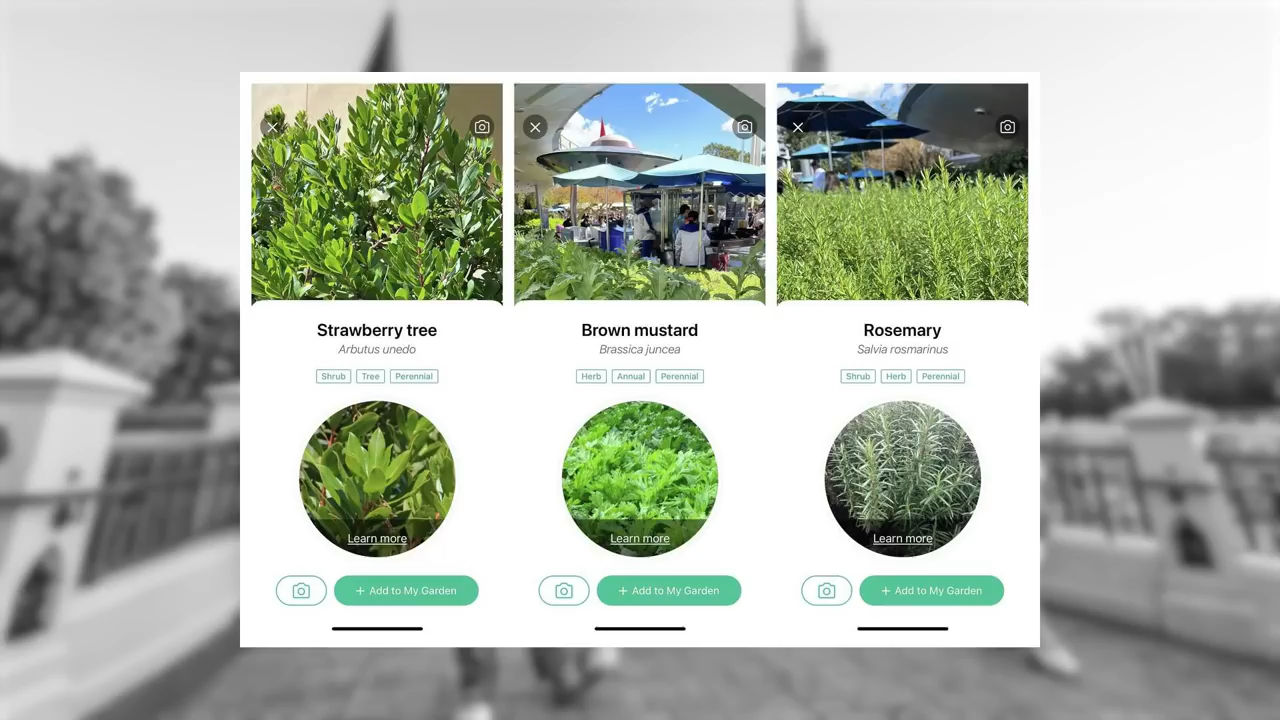 Strawberry tree
Arbutus unedo
Shrub Tree Perennial
Learn more
+ Add to My Garden
Brown mustard
Brassica juncea
Herb Annual Perennial
Learn more
+ Add to My Garden
Rosemary
Salvia rosmarinus
Shrub Herb Perennial
Learn more
+ Add to My Garden